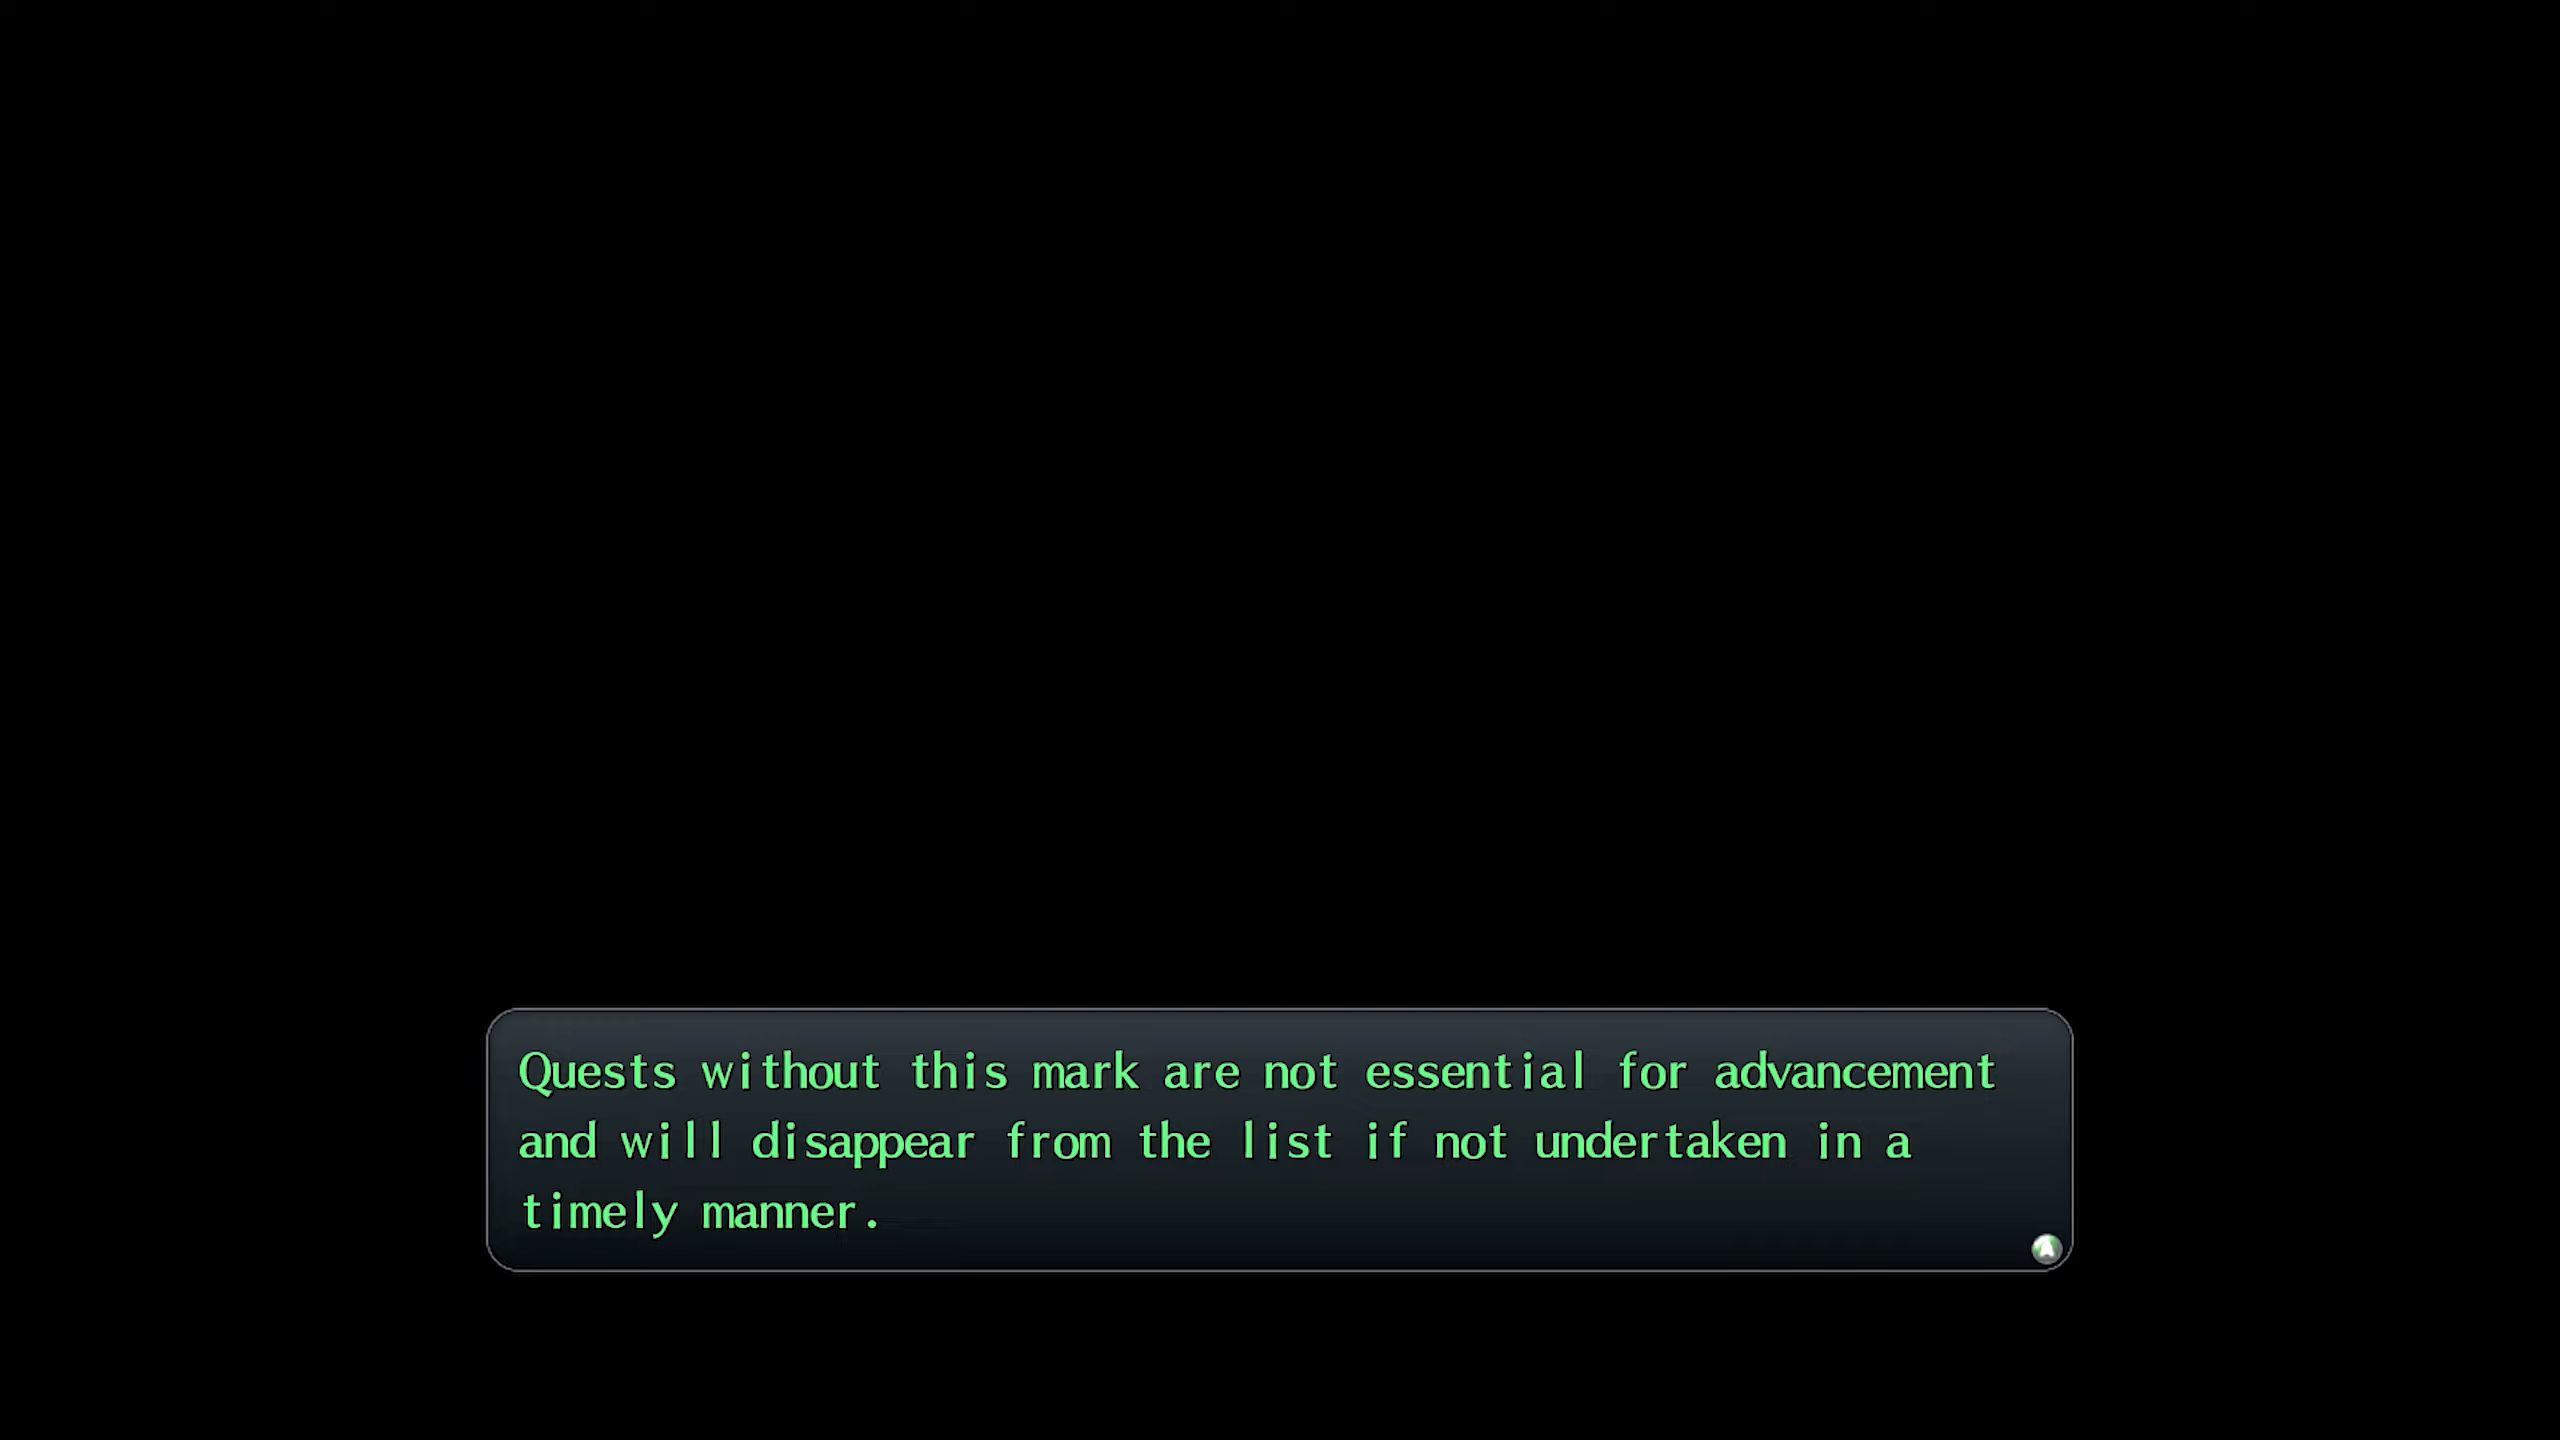 Quests without this mark are not essential for advancement
and will disappear from the list if not undertaken in a
timely manner.
A